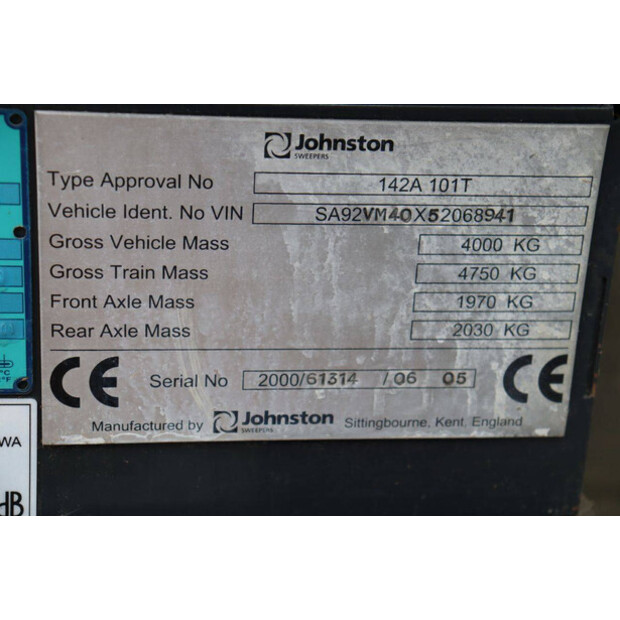 Johnston
SWEEPERS
Type Approval No 142A 101T
Vehicle Ident. No VIN SA92VM40X52068941
Gross Vehicle Mass 4000 KG
Gross Train Mass 4750 KG
Front Axle Mass 1970 KG
Rear Axle Mass 2030 KG
CE Serial No 2000/61314 /06 05 CE
Manufactured by Johnston SWEEPERS Sittingbourne, Kent. England
°C
°F
WA
dB